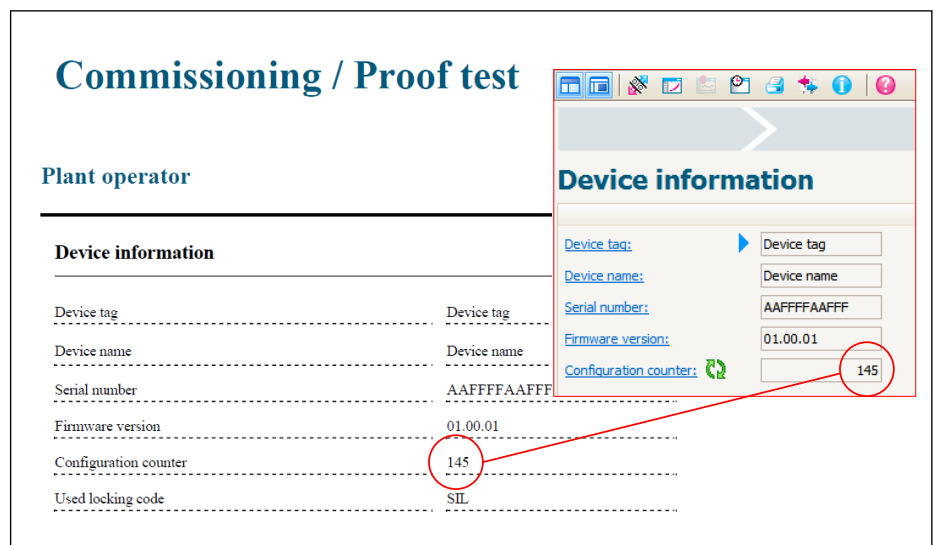 Commissioning / Proof test
Plant operator
Device information
Device tag Device tag
Device name Device name
Serial number AAFFFFAAFFF
Firmware version 01.00.01
Configuration counter 145
Used locking code SIL
Device information
Device tag: Device tag
Device name: Device name
Serial number: AAFFFFAAFFF
Firmware version: 01.00.01
Configuration counter: 145